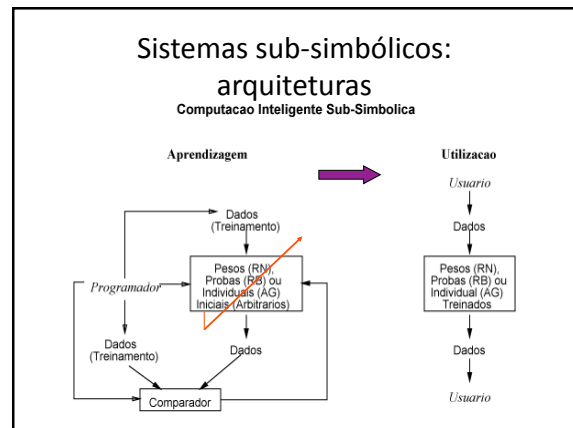 Sistemas sub-simbólicos:
arquiteturas
Computacao Inteligente Sub-Simbolica
Aprendizagem
Utilizacao
Usuario
Dados
(Treinamento)
Dados
Pesos (RN),
Probas (RB) ou
Individuais (AG)
Iniciais (Arbitrarios)
Pesos (RN),
Probas (RB) ou
Individual (AG)
Treinados
Programador
Dados
(Treinamento)
Dados
Dados
Comparador
Usuario